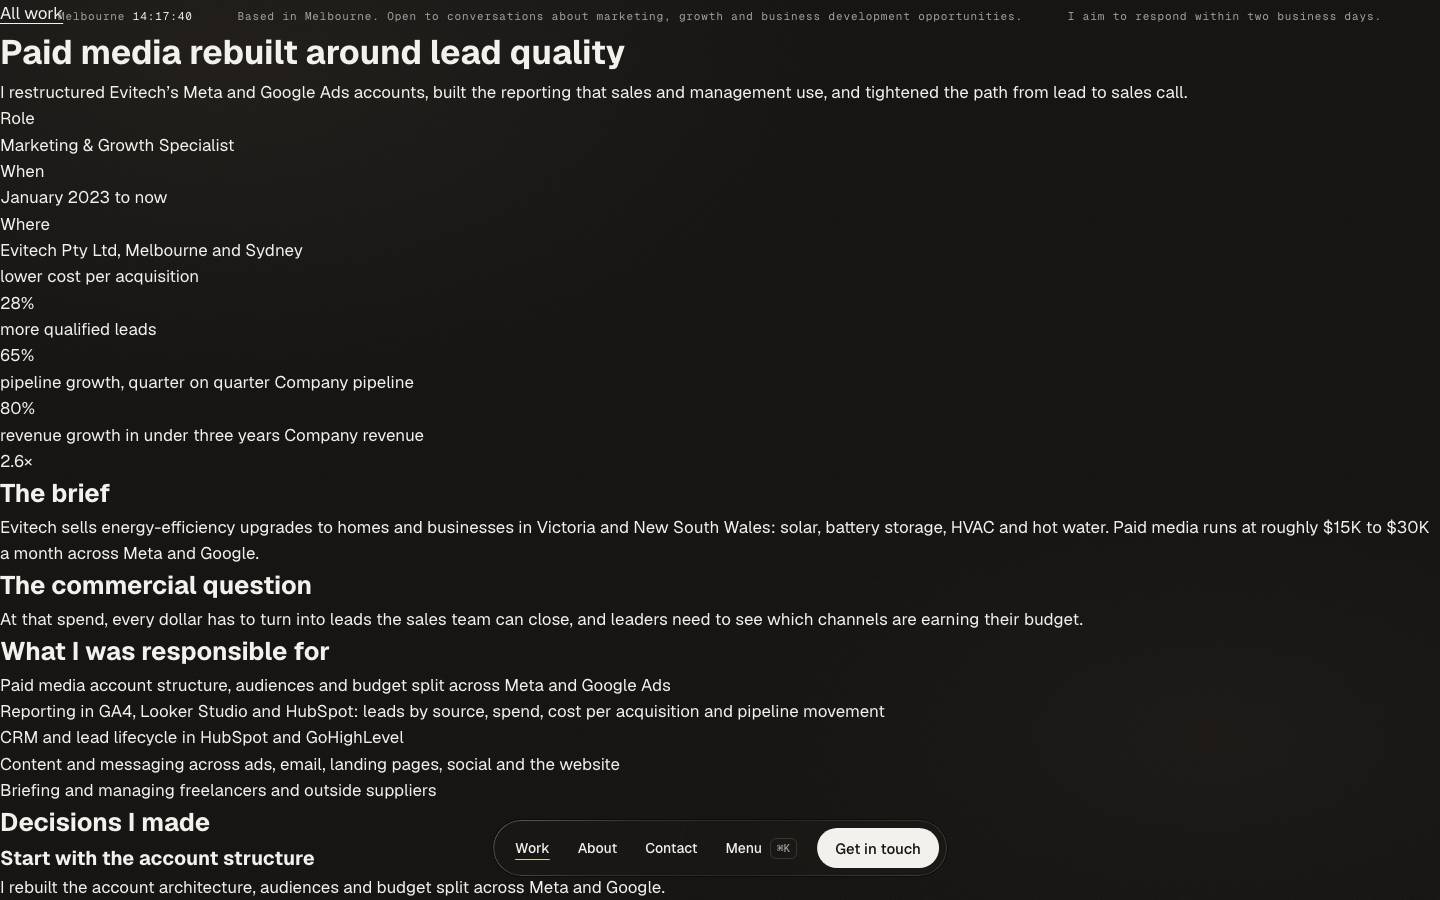 All work
Melbourne 14:17:40 Based in Melbourne. Open to conversations about marketing, growth and business development opportunities. I aim to respond within two business days.
Paid media rebuilt around lead quality
I restructured Evitech’s Meta and Google Ads accounts, built the reporting that sales and management use, and tightened the path from lead to sales call.
Role
Marketing & Growth Specialist
When
January 2023 to now
Where
Evitech Pty Ltd, Melbourne and Sydney
lower cost per acquisition
28%
more qualified leads
65%
pipeline growth, quarter on quarter Company pipeline
80%
revenue growth in under three years Company revenue
2.6×
The brief
Evitech sells energy-efficiency upgrades to homes and businesses in Victoria and New South Wales: solar, battery storage, HVAC and hot water. Paid media runs at roughly $15K to $30K
a month across Meta and Google.
The commercial question
At that spend, every dollar has to turn into leads the sales team can close, and leaders need to see which channels are earning their budget.
What I was responsible for
Paid media account structure, audiences and budget split across Meta and Google Ads
Reporting in GA4, Looker Studio and HubSpot: leads by source, spend, cost per acquisition and pipeline movement
CRM and lead lifecycle in HubSpot and GoHighLevel
Content and messaging across ads, email, landing pages, social and the website
Briefing and managing freelancers and outside suppliers
Decisions I made
Start with the account structure
I rebuilt the account architecture, audiences and budget split across Meta and Google.
Work About Contact Menu ⌘K Get in touch